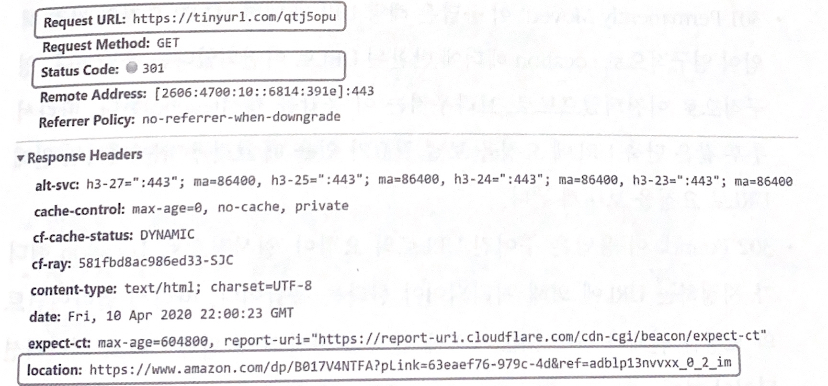 Request URL: https://tinyurl.com/qtj5opu
Request Method: GET
Status Code: 301
Remote Address: [2606:4700:10::6814:391e]:443
Referrer Policy: no-referrer-when-downgrade
▼ Response Headers
alt-svc: h3-27=":443"; ma=86400, h3-25=":443"; ma=86400, h3-24=":443"; ma=86400, h3-23=":443"; ma=86400
cache-control: max-age=0, no-cache, private
cf-cache-status: DYNAMIC
cf-ray: 581fbd8ac986ed33-SJC
content-type: text/html; charset=UTF-8
date: Fri, 10 Apr 2020 22:00:23 GMT
expect-ct: max-age=604800, report-uri="https://report-uri.cloudflare.com/cdn-cgi/beacon/expect-ct"
location: https://www.amazon.com/dp/B017V4NTFA?pLink=63eaef76-979c-4d&ref=adblp13nvvxx_0_2_im